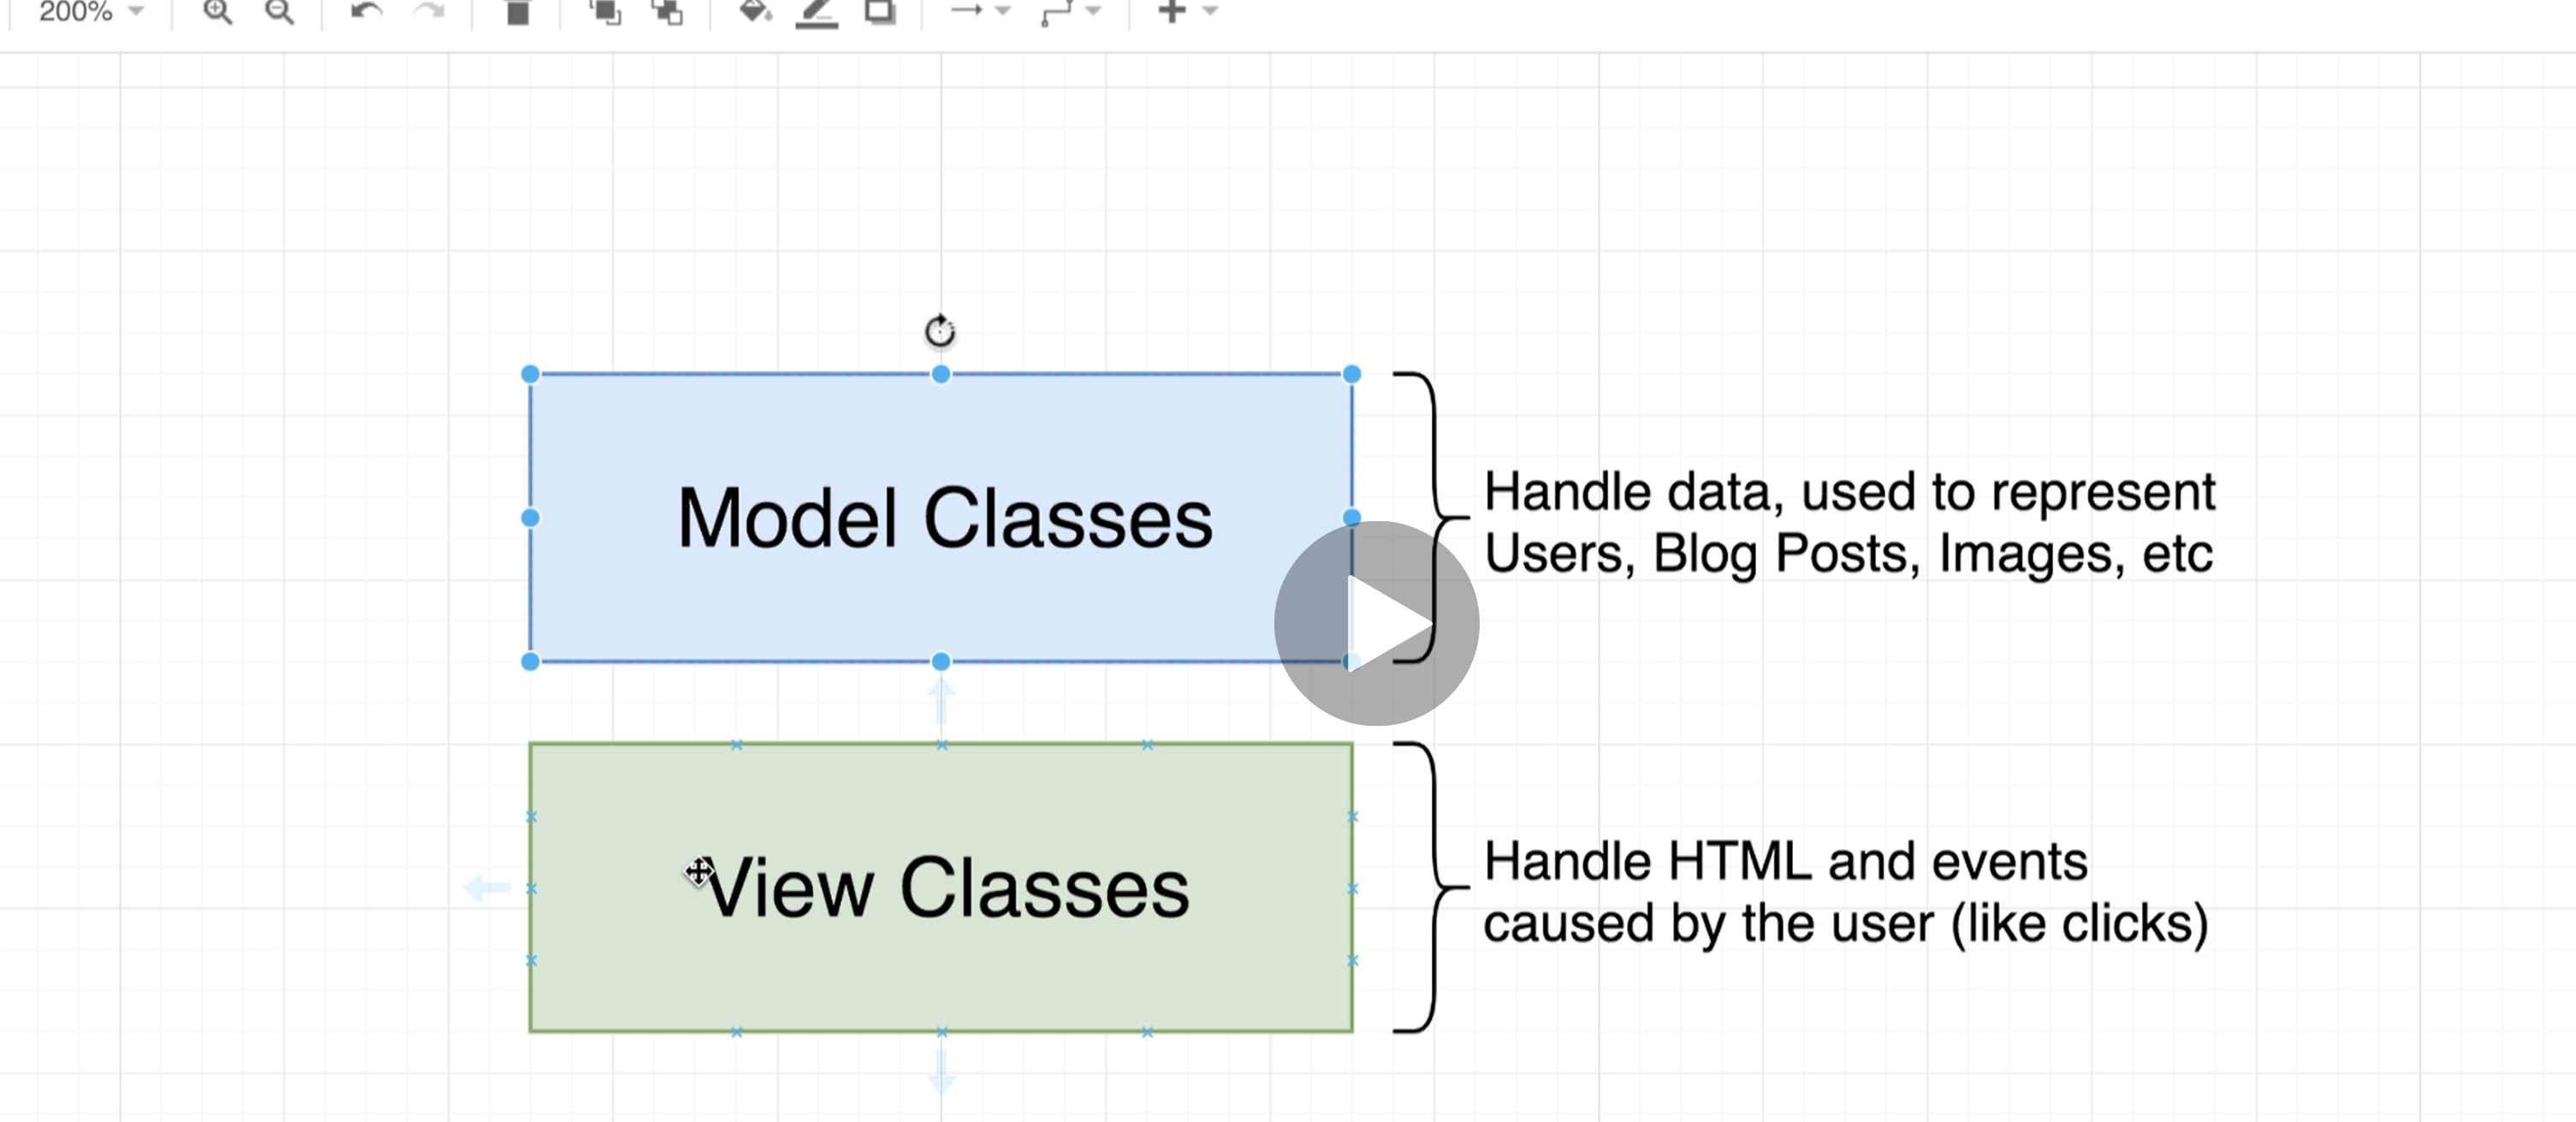 200%
Model Classes
Handle data, used to represent
Users, Blog Posts, Images, etc
View Classes
Handle HTML and events
caused by the user (like clicks)